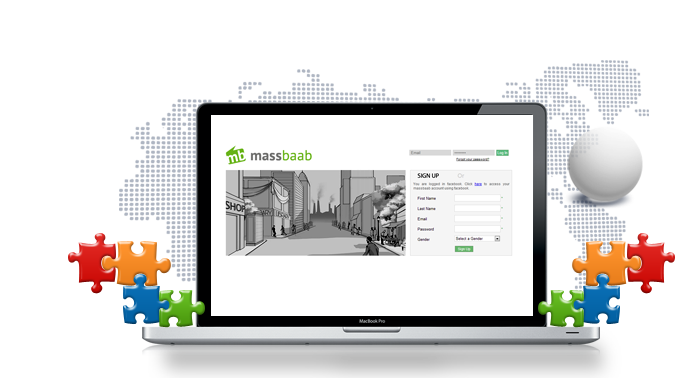 mb massbaab
Email
Log In
Forgot your password?
SIGN UP
Or
You are logged in facebook. Click here to access your
massbaab account using facebook
First Name *
Last Name *
Email *
Password *
Gender Select a Gender
Sign Up
SHOP
MacBook Pro